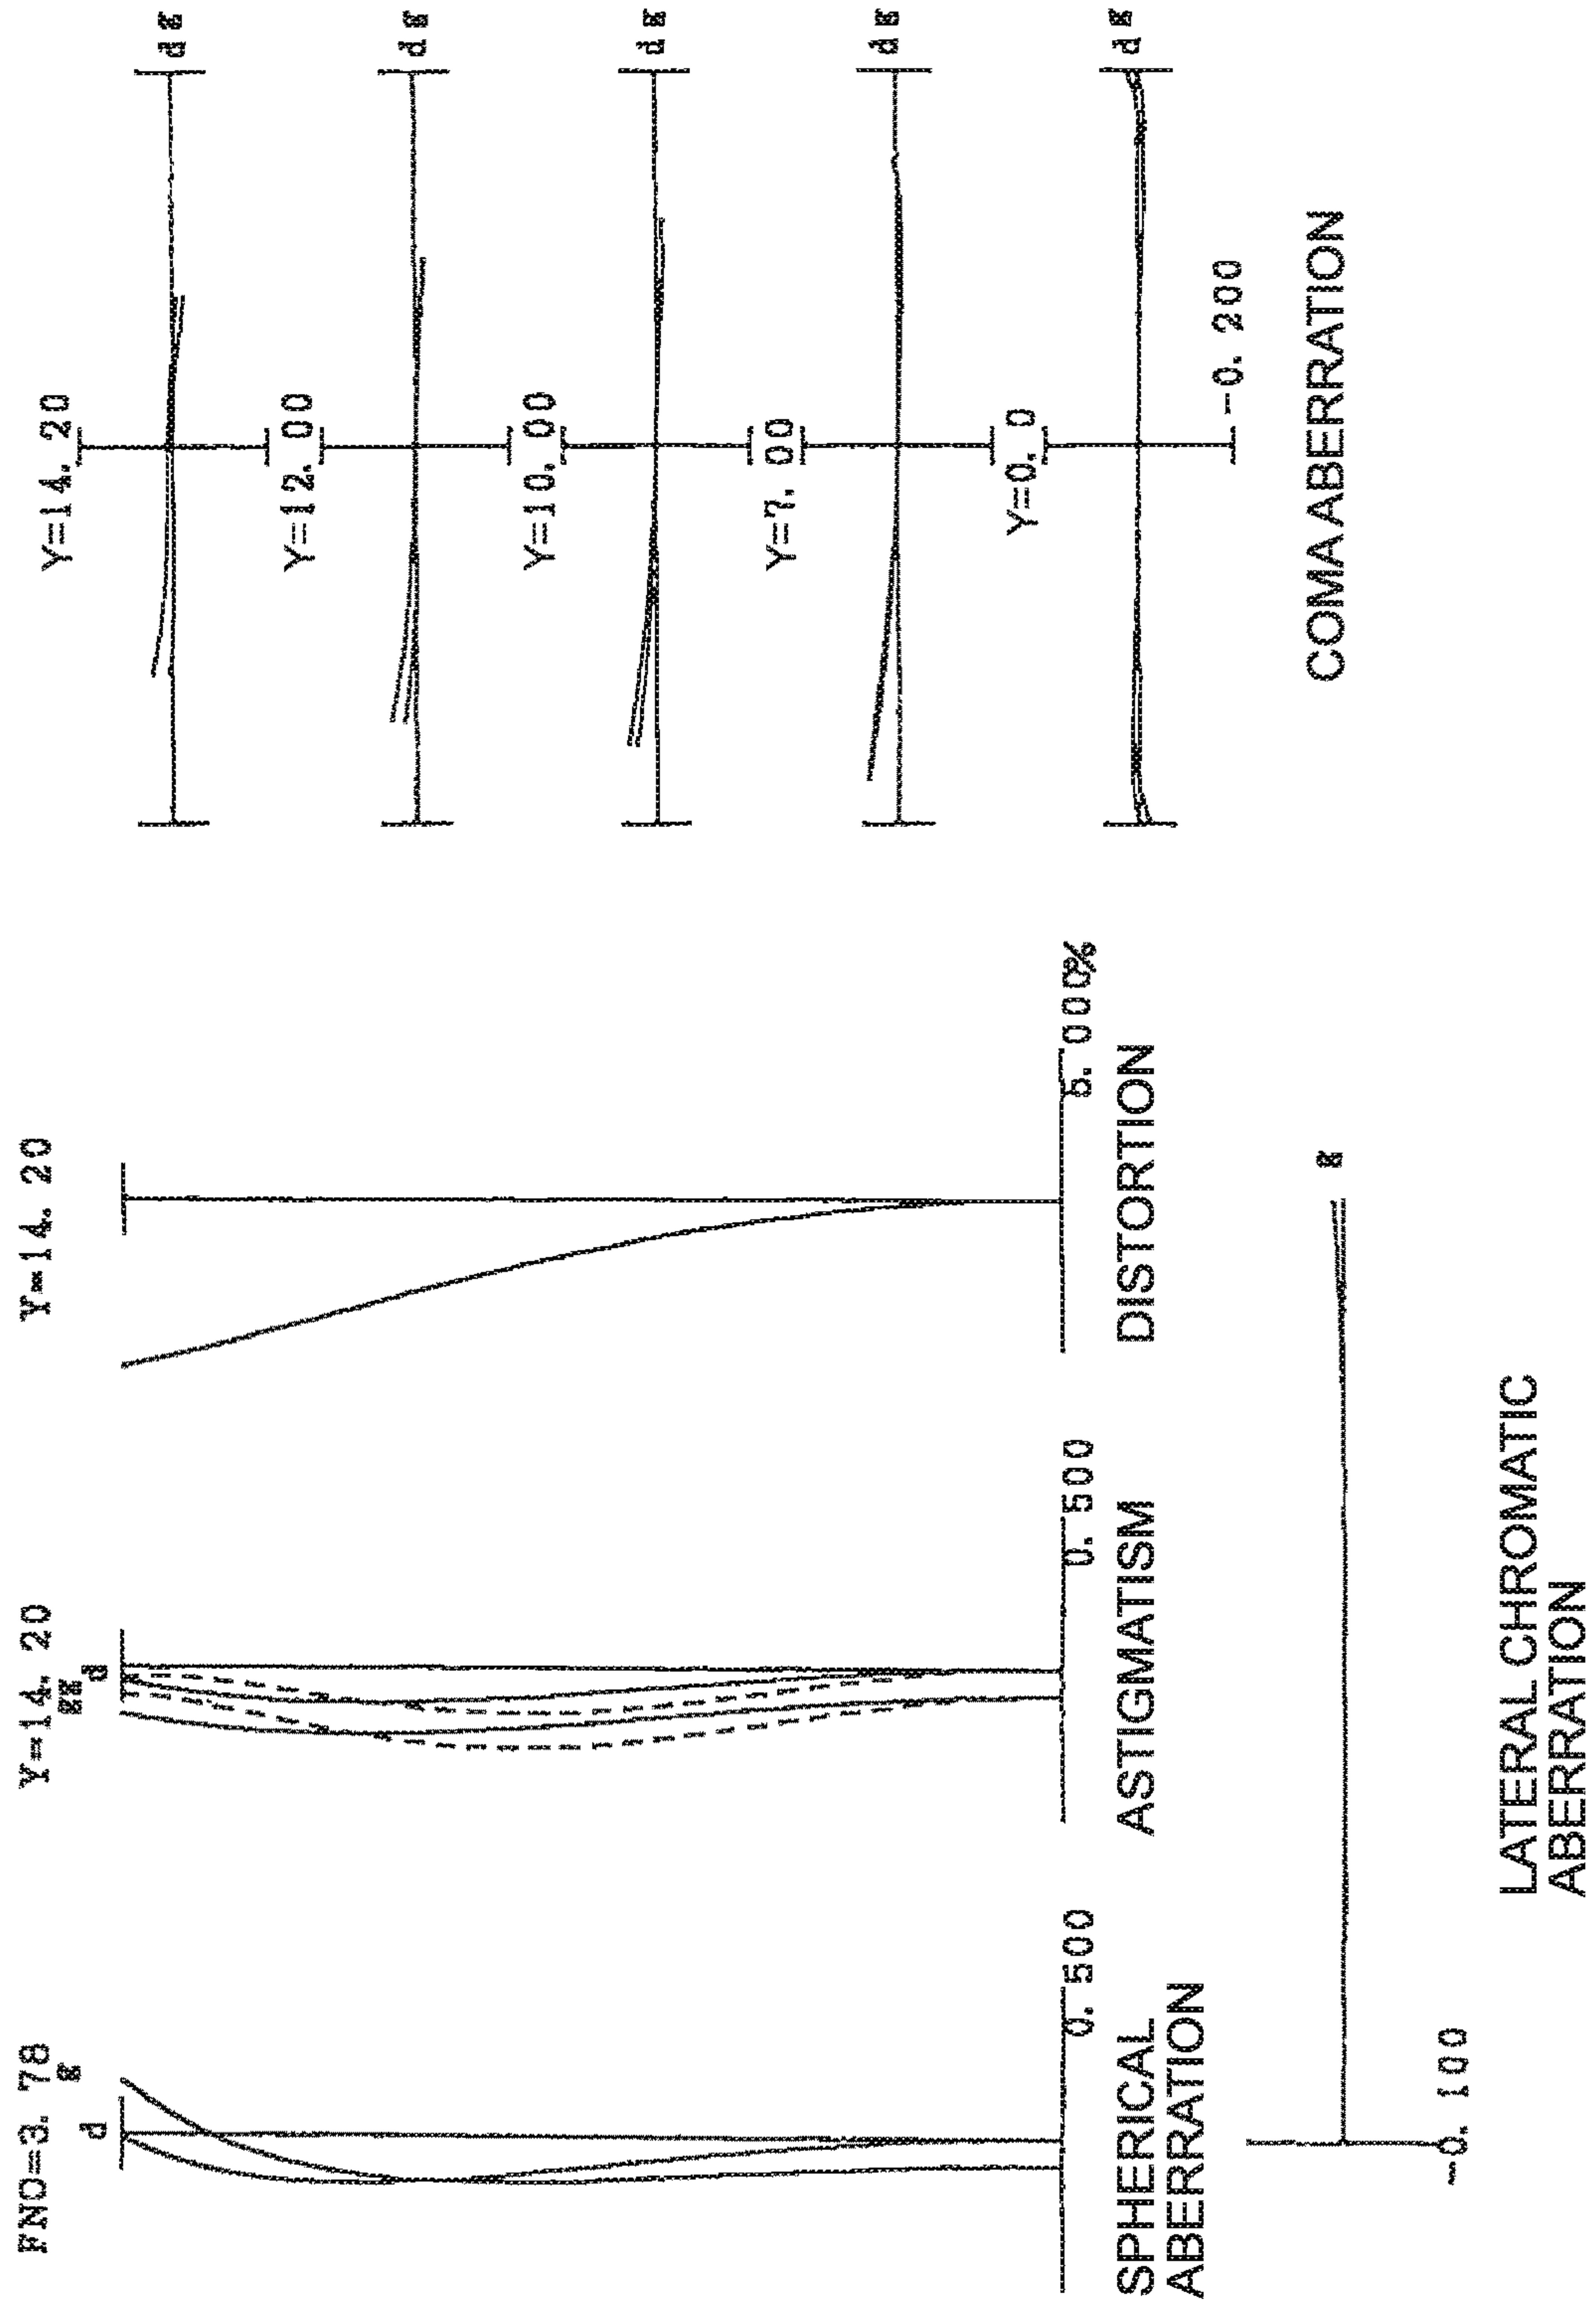 FNO=3. 78
g
d
0. 500
SPHERICAL
ABERRATION
Y=14. 20
gg
d
0. 500
ASTIGMATISM
Y=14. 20
5. 000%
DISTORTION
-0. 100
g
LATERAL CHROMATIC
ABERRATION
Y=14. 20
d g
Y=12. 00
d g
Y=10. 00
d g
Y=7. 00
d g
Y=0. 0
d g
-0. 200
COMA ABERRATION